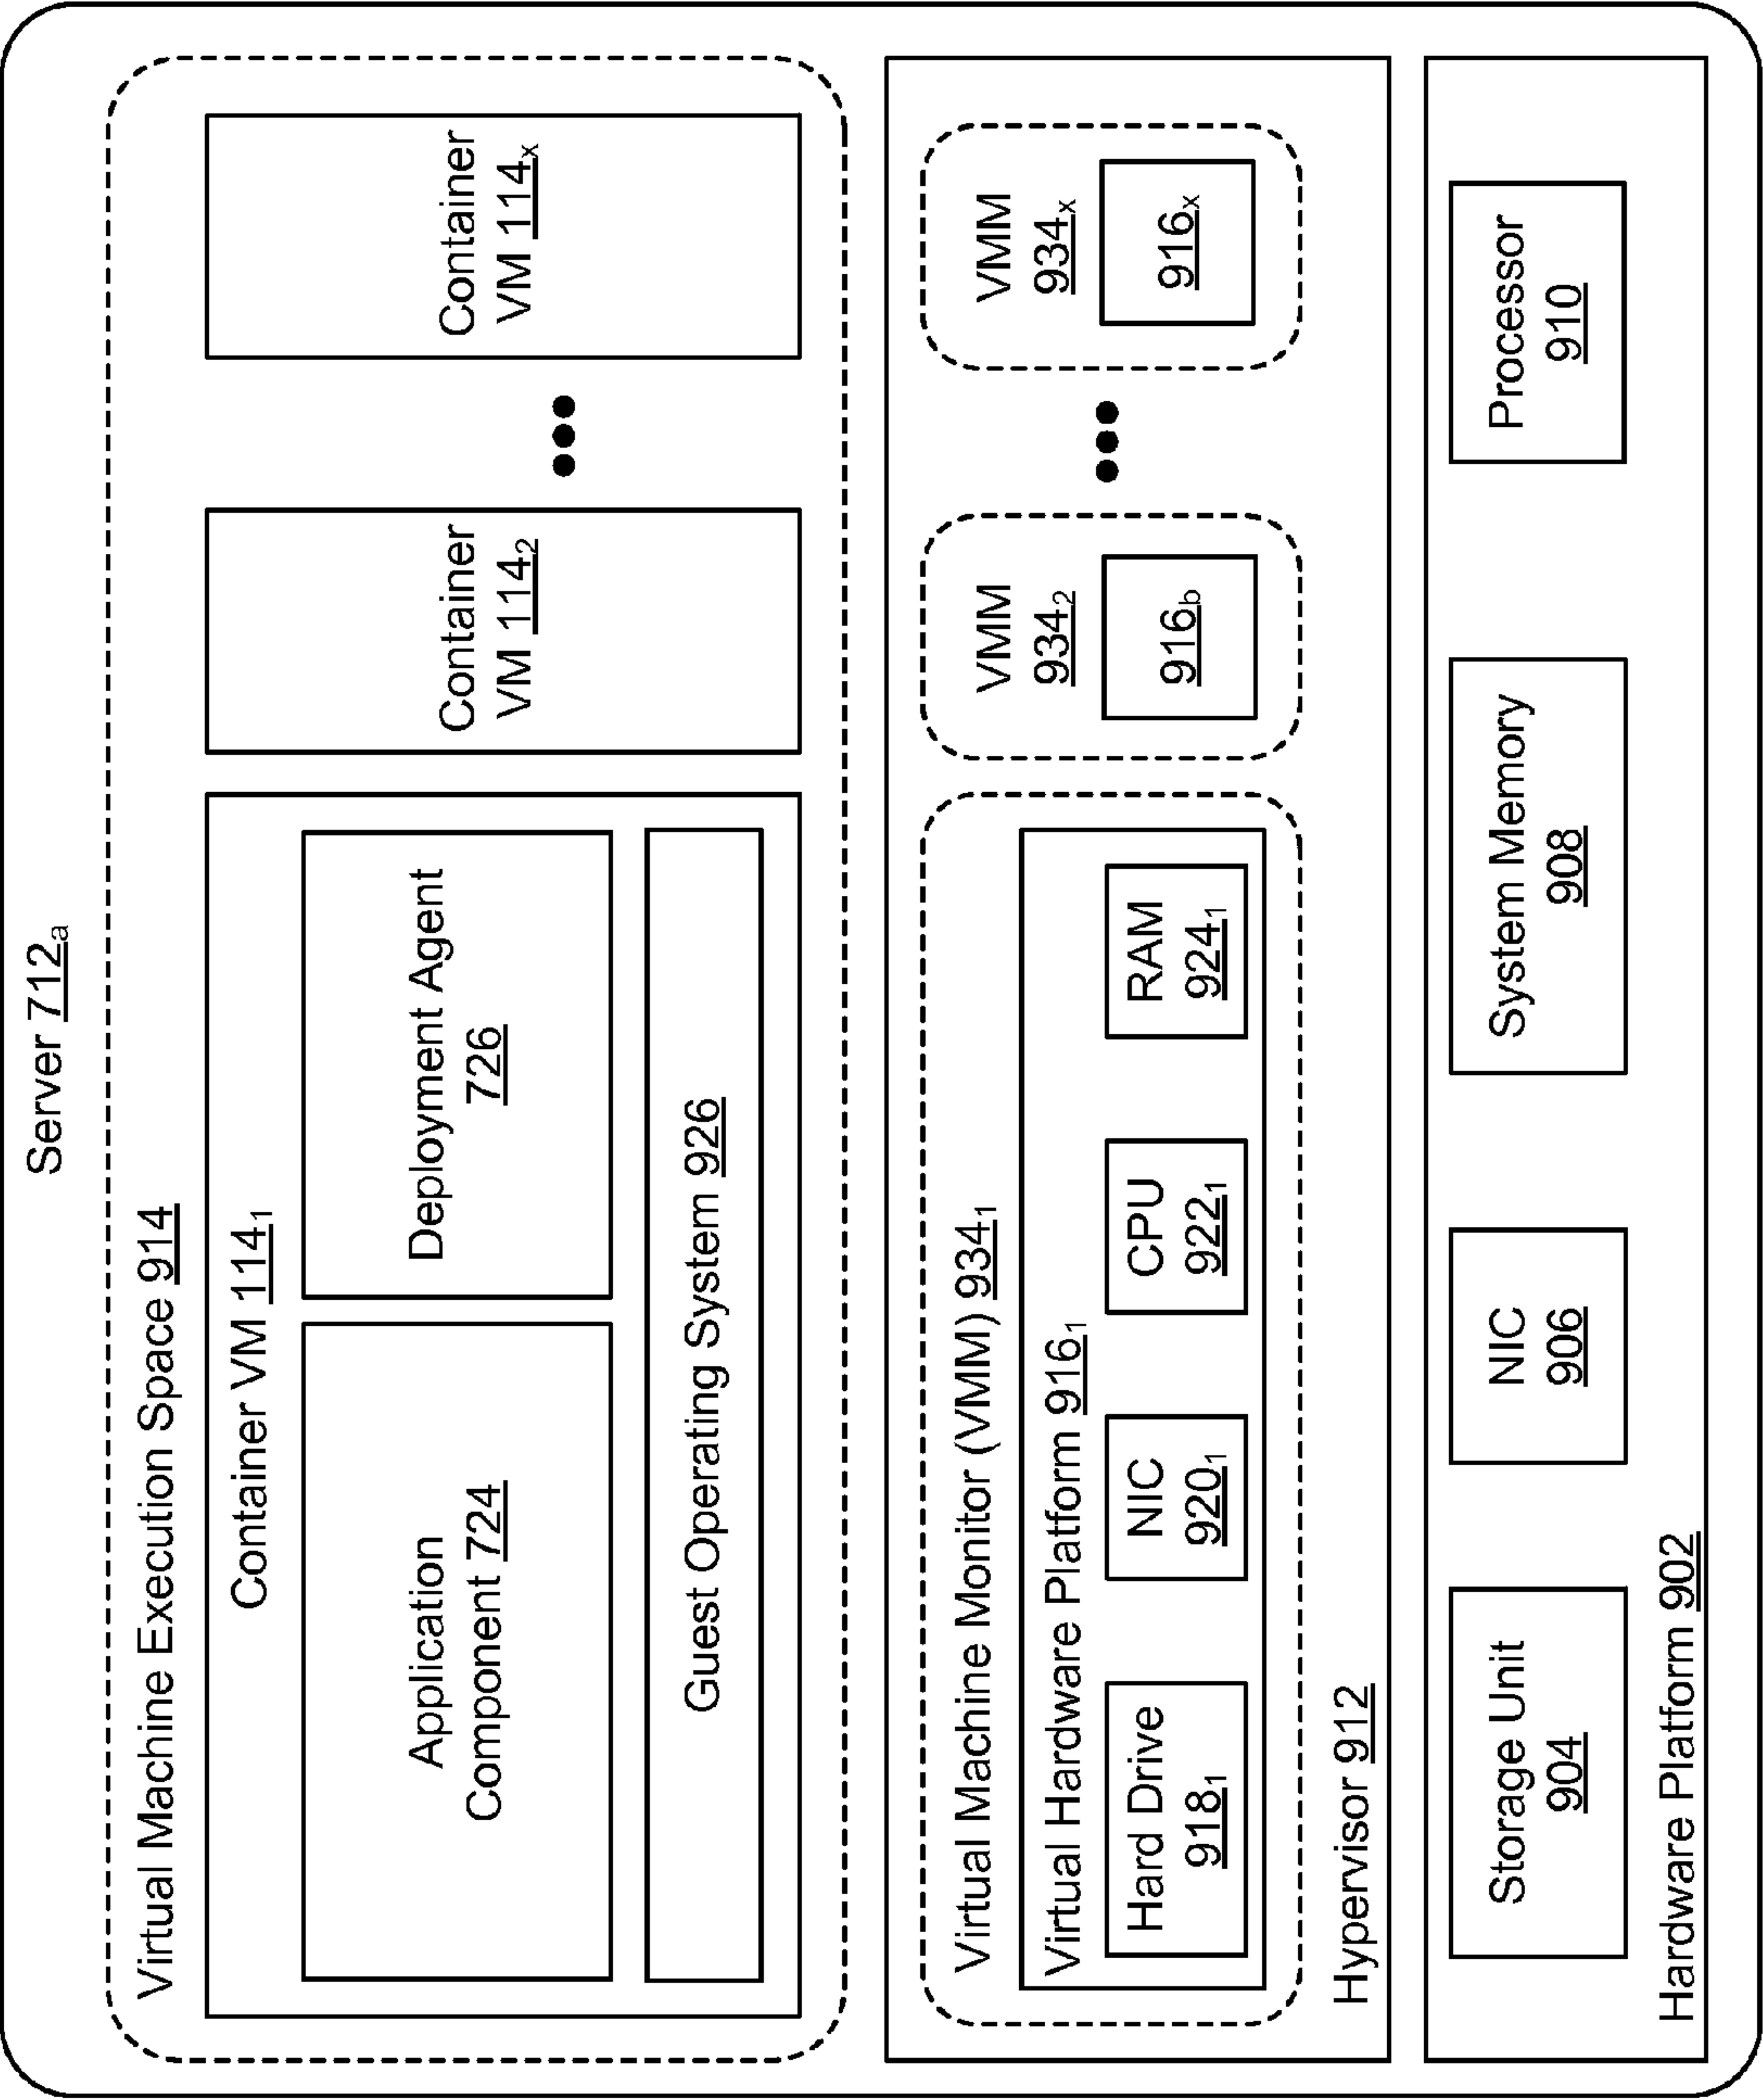 Server 712a
Virtual Machine Execution Space 914
Container VM 114₁
Application
Component 724
Deployment Agent
726
Guest Operating System 926
Container
VM 114₂
Container
VM 114ₓ
Virtual Machine Monitor (VMM) 934₁
Virtual Hardware Platform 916₁
Hard Drive
918₁
NIC
920₁
CPU
922₁
RAM
924₁
VMM
934₂
916b
VMM
934ₓ
916ₓ
Hypervisor 912
Storage Unit
904
NIC
906
System Memory
908
Processor
910
Hardware Platform 902